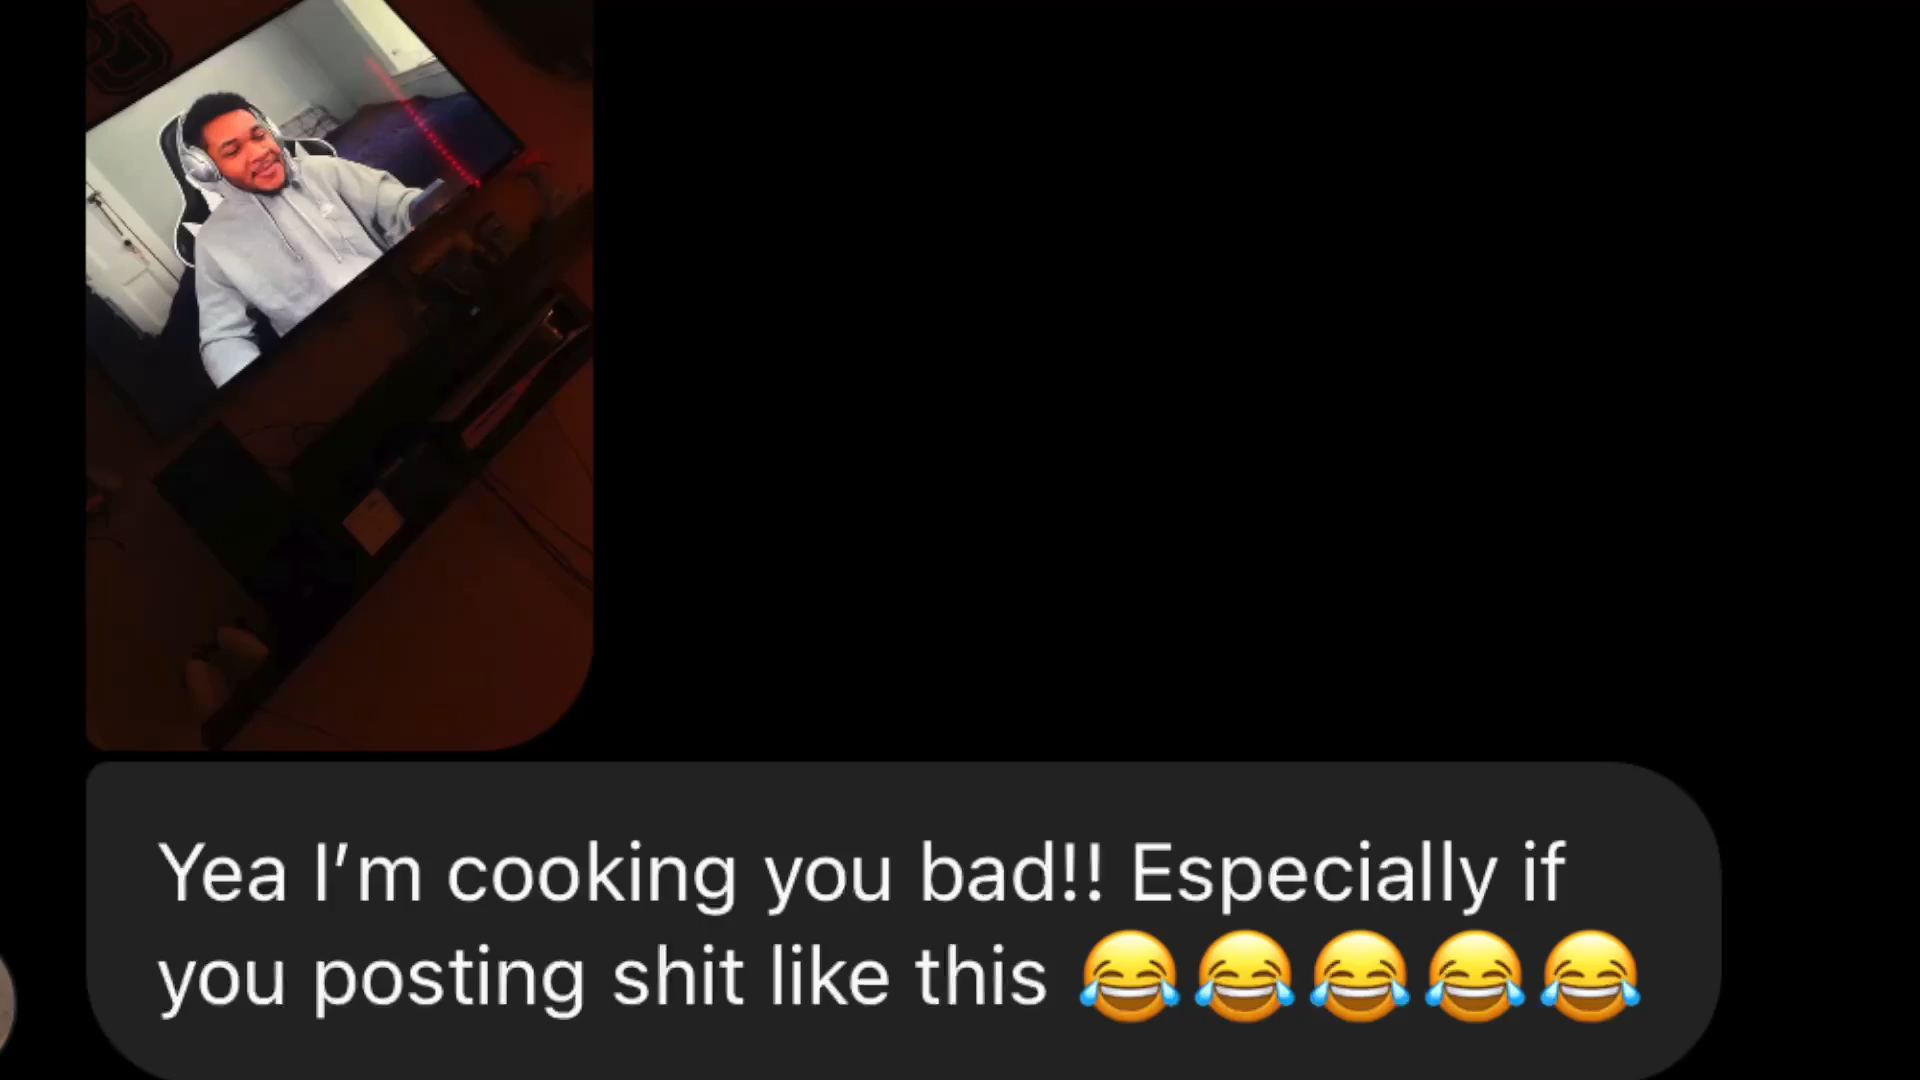 Yea I’m cooking you bad!! Especially if
you posting shit like this 😂😂😂😂😂